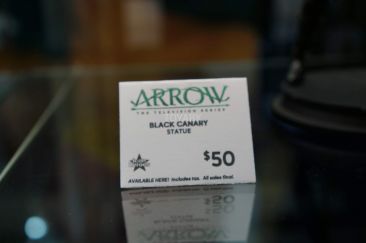 ARROW
THE TELEVISION SERIES
BLACK CANARY
STATUE
$50
AVAILABLE HERE! Includes tax. All sales final.